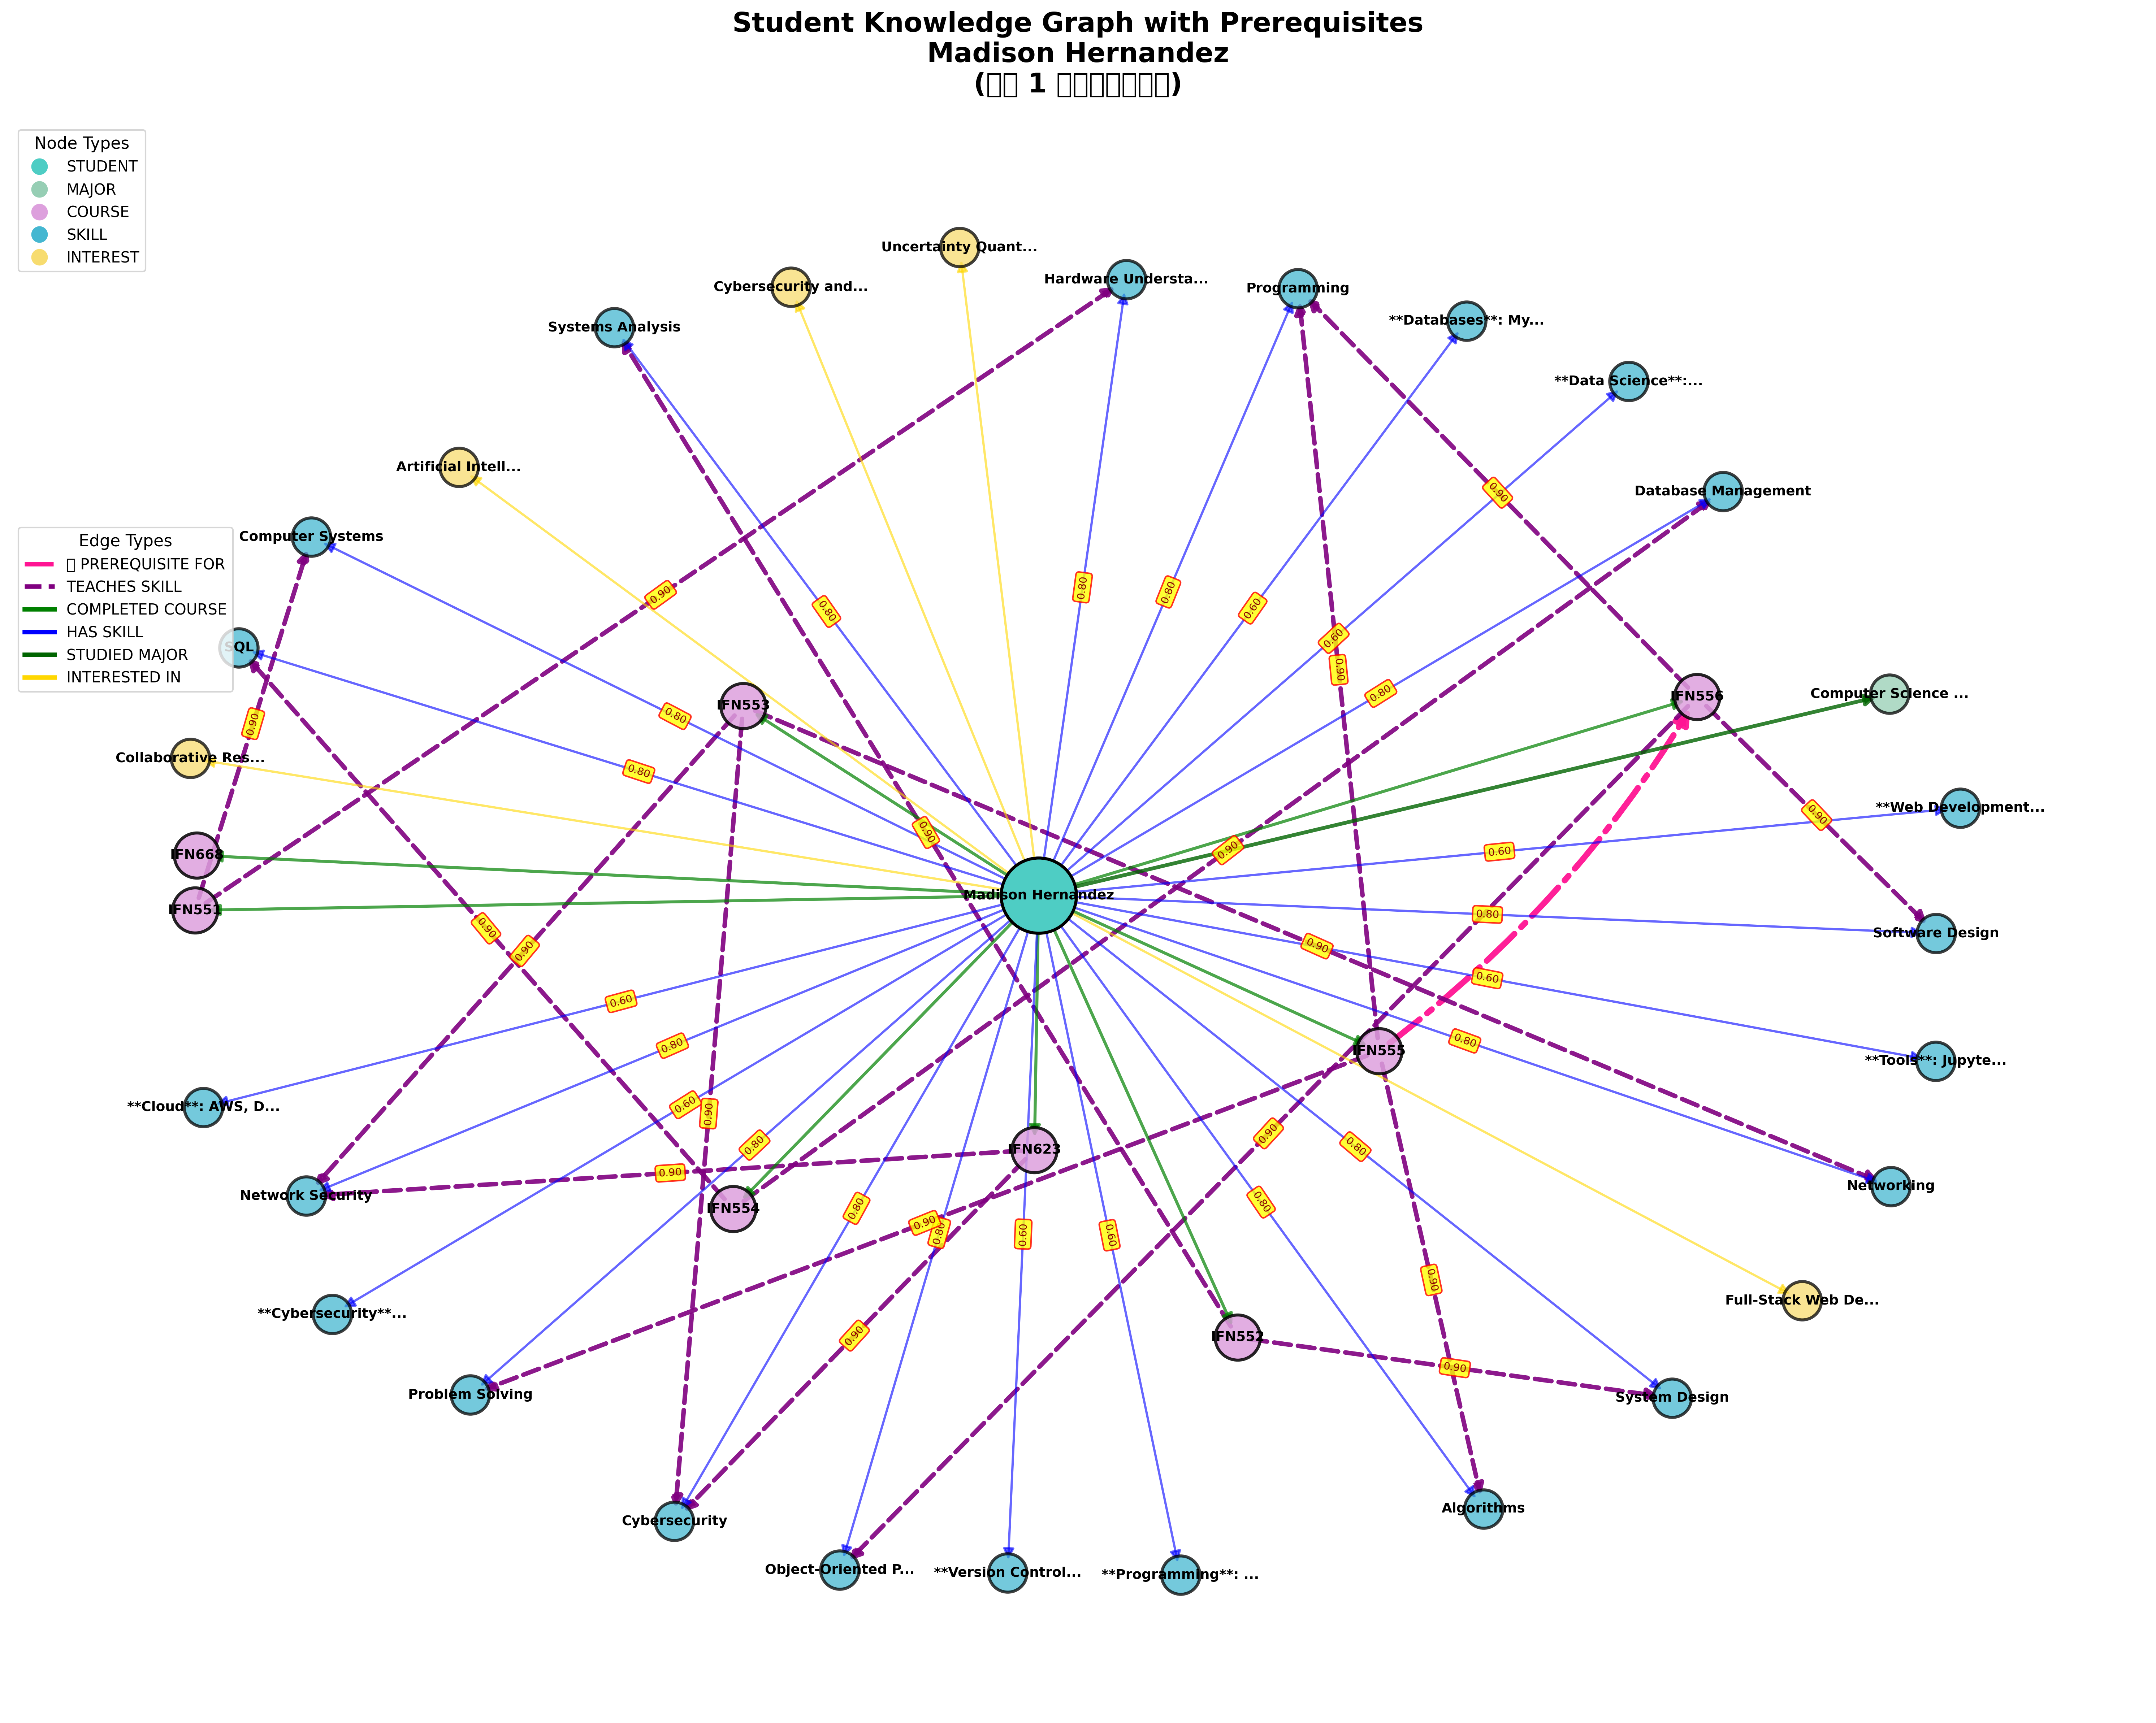 Student Knowledge Graph with Prerequisites
Madison Hernandez
(□□ 1 □□□□□□□)
Node Types
STUDENT
MAJOR
COURSE
SKILL
INTEREST
Uncertainty Quant...
Cybersecurity and...
Hardware Understa...
Programming
Systems Analysis
**Databases**: My...
**Data Science**:...
Artificial Intell...
Database Management
Computer Systems
Edge Types
□ PREREQUISITE FOR
TEACHES SKILL
COMPLETED COURSE
HAS SKILL
STUDIED MAJOR
INTERESTED IN
SQL
0.90
0.90
0.80
0.80
0.80
0.60
0.60
0.90
0.90
0.80
0.80
0.80
0.90
IFN553
IFN556
Computer Science ...
Collaborative Res...
**Web Development...
0.90
0.90
0.90
0.60
IFN668
IFN551
Madison Hernandez
0.80
Software Design
0.90
0.90
0.90
0.60
0.60
0.80
0.80
IFN555
**Tools**: Jupyte...
**Cloud**: AWS, D...
0.60
0.90
0.80
0.90
0.80
IFN623
0.90
Network Security
Networking
IFN554
0.80
0.90
0.80
0.60
0.60
0.80
0.90
Full-Stack Web De...
**Cybersecurity**...
0.90
IFN552
0.90
Problem Solving
System Design
Cybersecurity
Algorithms
Object-Oriented P...
**Version Control...
**Programming**: ...